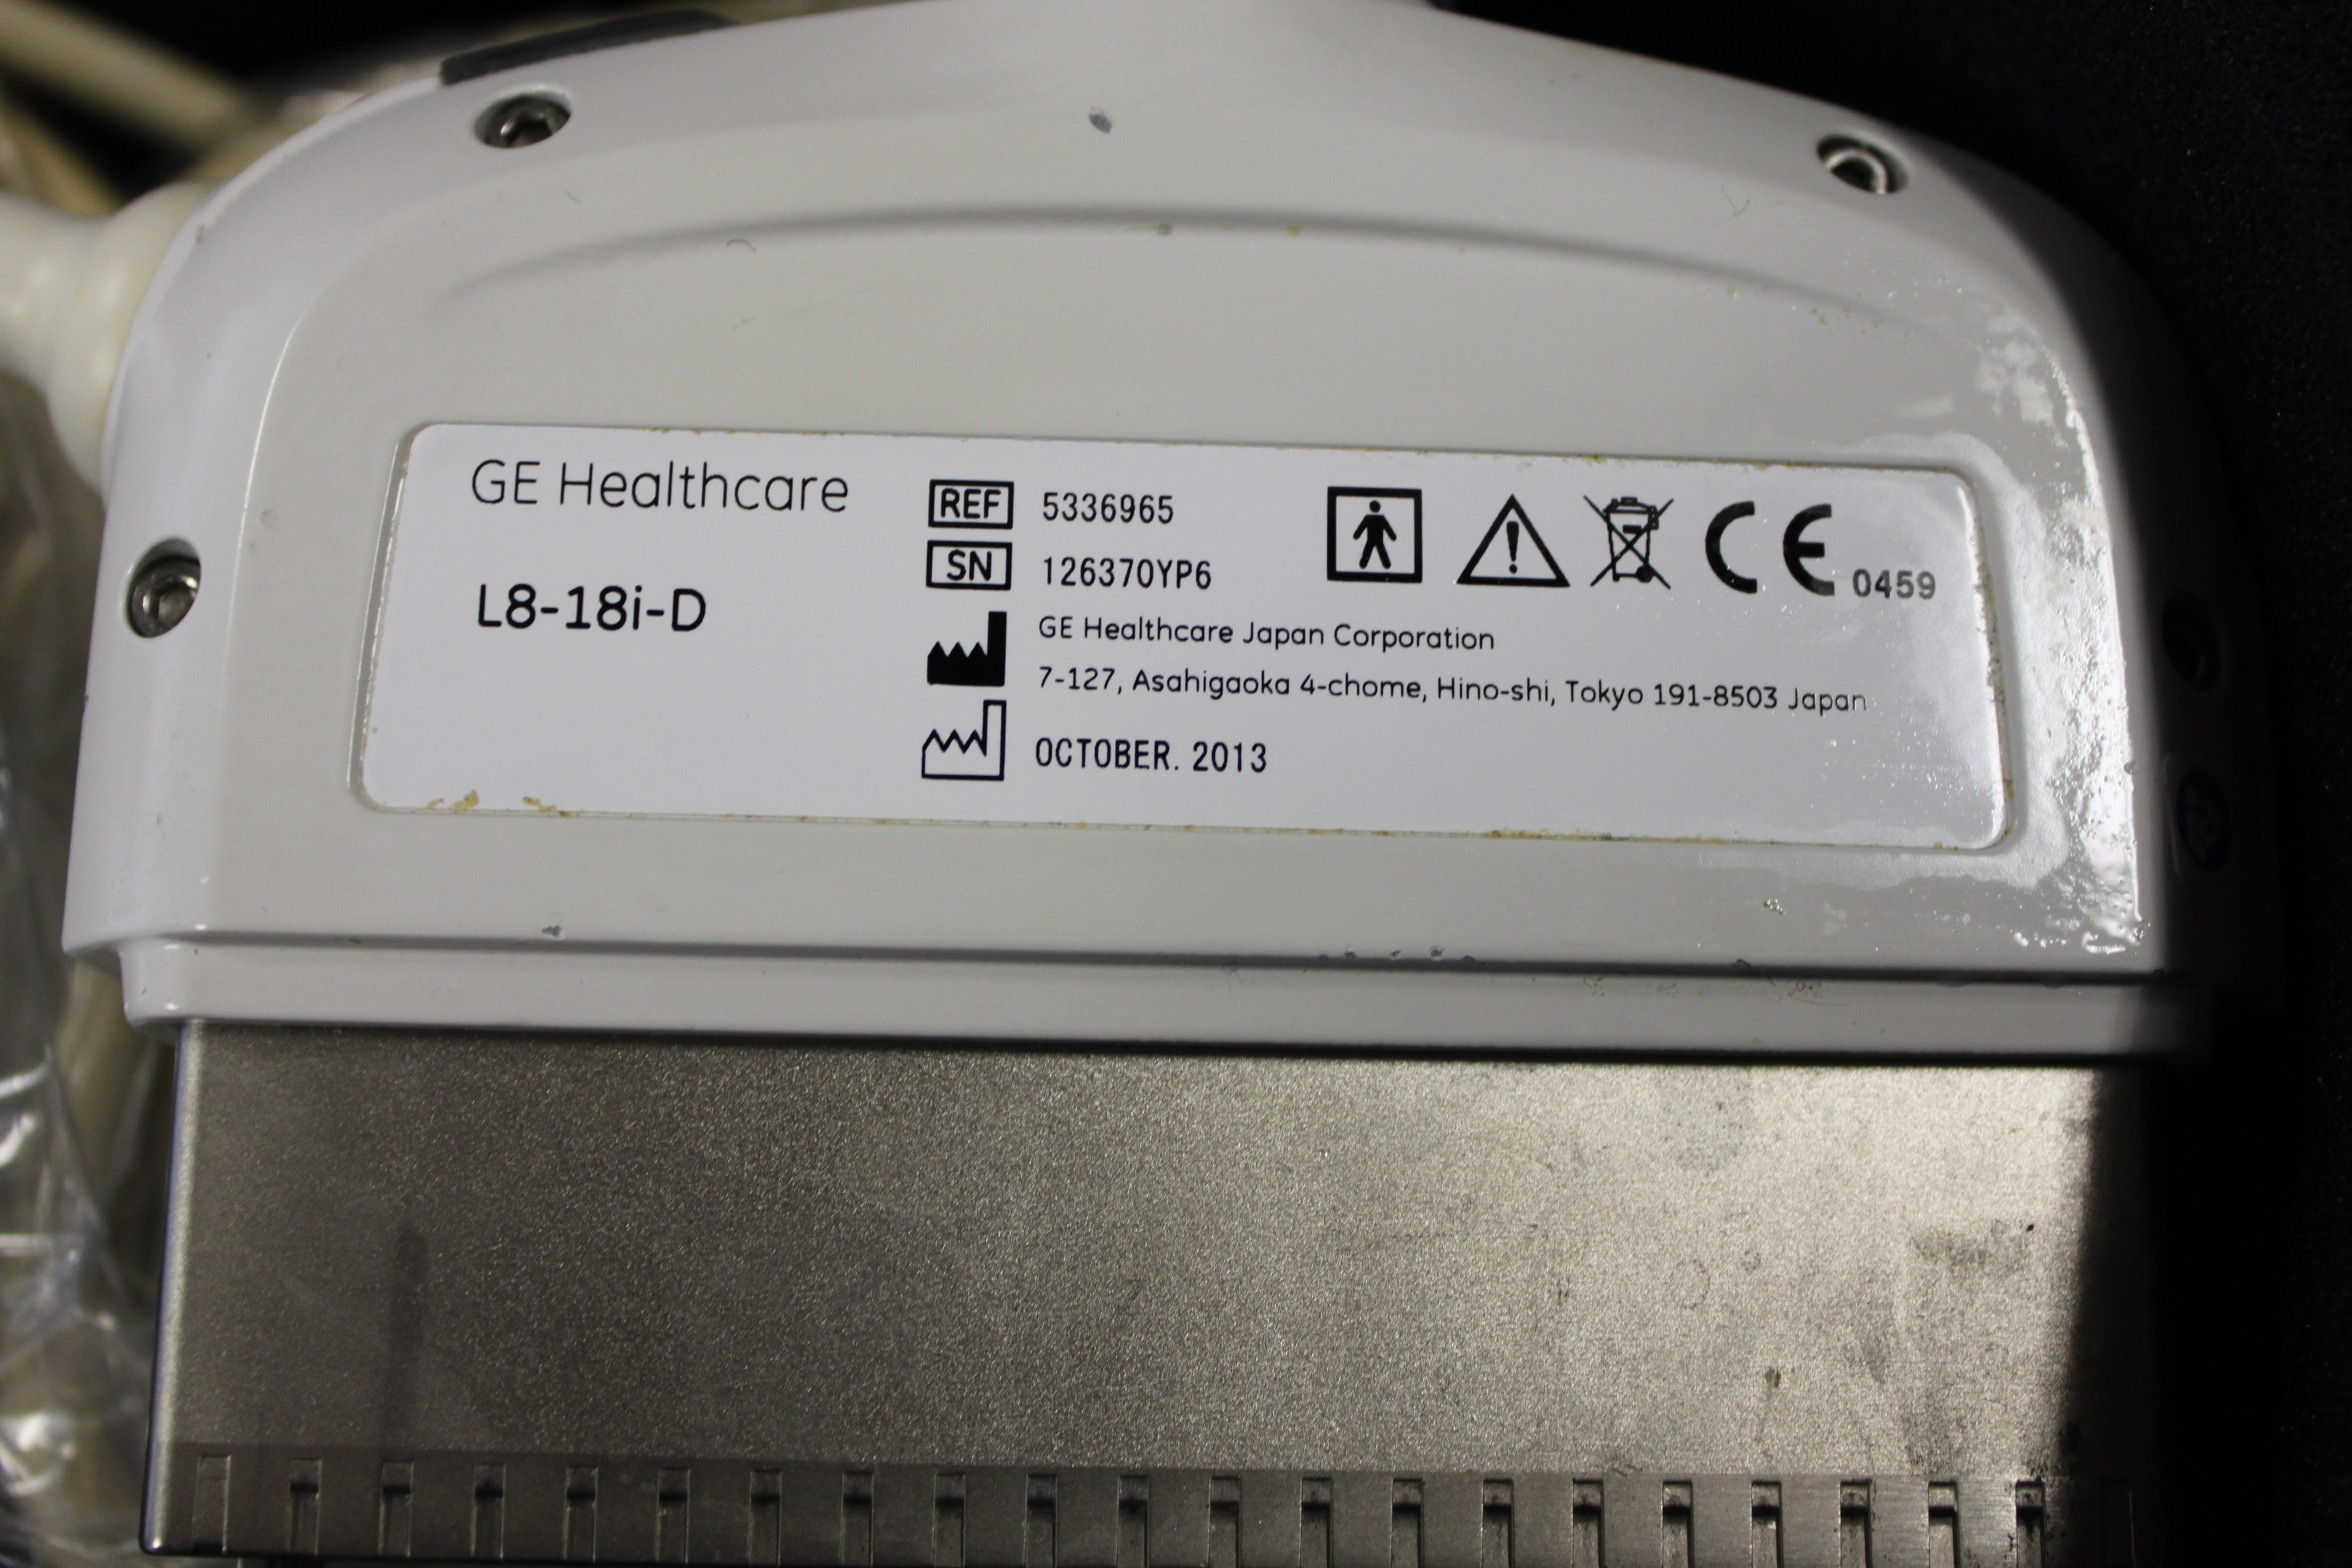 GE Healthcare
L8-18i-D
REF 5336965
SN 126370YP6
GE Healthcare Japan Corporation
7-127, Asahigaoka 4-chome, Hino-shi, Tokyo 191-8503 Japan
OCTOBER. 2013
CE 0459